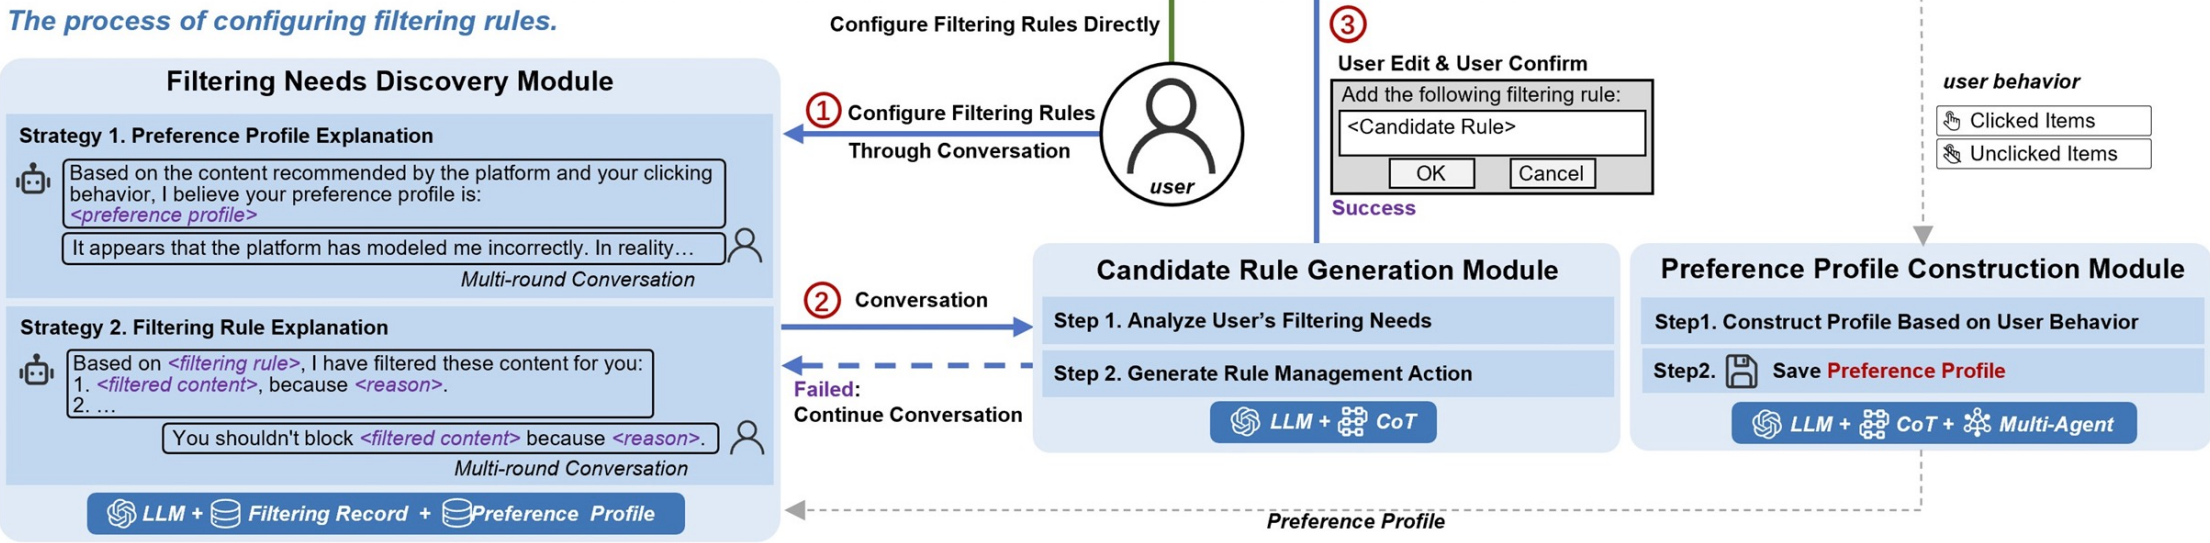 The process of configuring filtering rules.
Filtering Needs Discovery Module
Strategy 1. Preference Profile Explanation
Based on the content recommended by the platform and your clicking
behavior, I believe your preference profile is:
<preference profile>
It appears that the platform has modeled me incorrectly. In reality…
Multi-round Conversation
Strategy 2. Filtering Rule Explanation
Based on <filtering rule>, I have filtered these content for you:
1. <filtered content>, because <reason>.
2. …
You shouldn't block <filtered content> because <reason>.
Multi-round Conversation
LLM + Filtering Record + Preference Profile
Configure Filtering Rules Directly
1 Configure Filtering Rules
Through Conversation
user
2 Conversation
Failed:
Continue Conversation
3
User Edit & User Confirm
Add the following filtering rule:
<Candidate Rule>
OK Cancel
Success
Candidate Rule Generation Module
Step 1. Analyze User’s Filtering Needs
Step 2. Generate Rule Management Action
LLM + CoT
user behavior
Clicked Items
Unclicked Items
Preference Profile Construction Module
Step1. Construct Profile Based on User Behavior
Step2. Save Preference Profile
LLM + CoT + Multi-Agent
Preference Profile